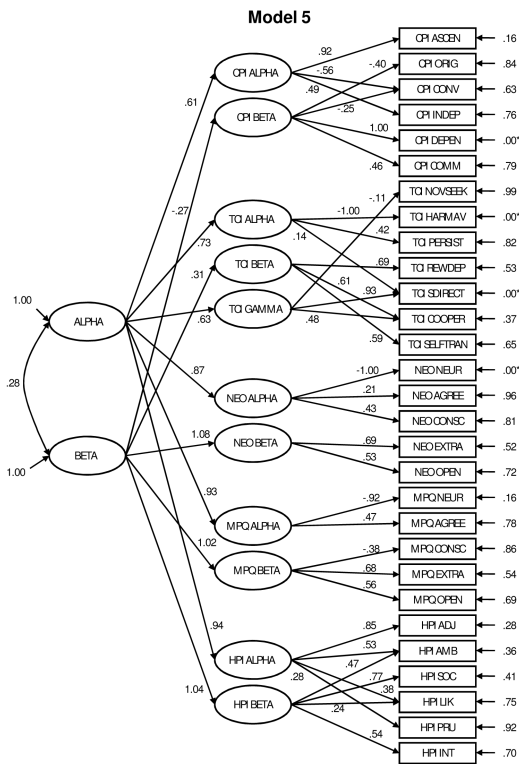 Model 5
CPI ASCEN .16
.92
CPI ORIG .84
-.40
CPI ALPHA -.56
CPI CONV .63
.61 .49 -.25
CPI INDEP .76
CPI BETA 1.00
CPI DEPEN .00*
.46
CPI COMM .79
-.11
TCI NOVSEEK .99
-.27
TCI ALPHA -1.00
TCI HARMAV .00*
.73 .14 .42
TCI PERSIST .82
TCI BETA .69
TCI REWDEP .53
.31 .61 .93
TCI SDIRECT .00*
1.00 .63 TCI GAMMA .48
TCI COOPER .37
ALPHA .59
TCI SELFTRAN .65
.28 .87 -1.00
NEO NEUR .00*
NEO ALPHA .21
NEO AGREE .96
.43
NEO CONSC .81
1.08 NEO BETA .69
NEO EXTRA .52
BETA .53
NEO OPEN .72
1.00
.93 -.92
MPQ NEUR .16
MPQ ALPHA .47
MPQ AGREE .78
1.02 -.38
MPQ CONSC .86
MPQ BETA .68
MPQ EXTRA .54
.56
MPQ OPEN .69
.94 .85
HPI ADJ .28
HPI ALPHA .53
HPI AMB .36
.28 .47 .77
HPI SOC .41
1.04 .38
HPI BETA .24
HPI LIK .75
HPI PRU .92
.54
HPI INT .70